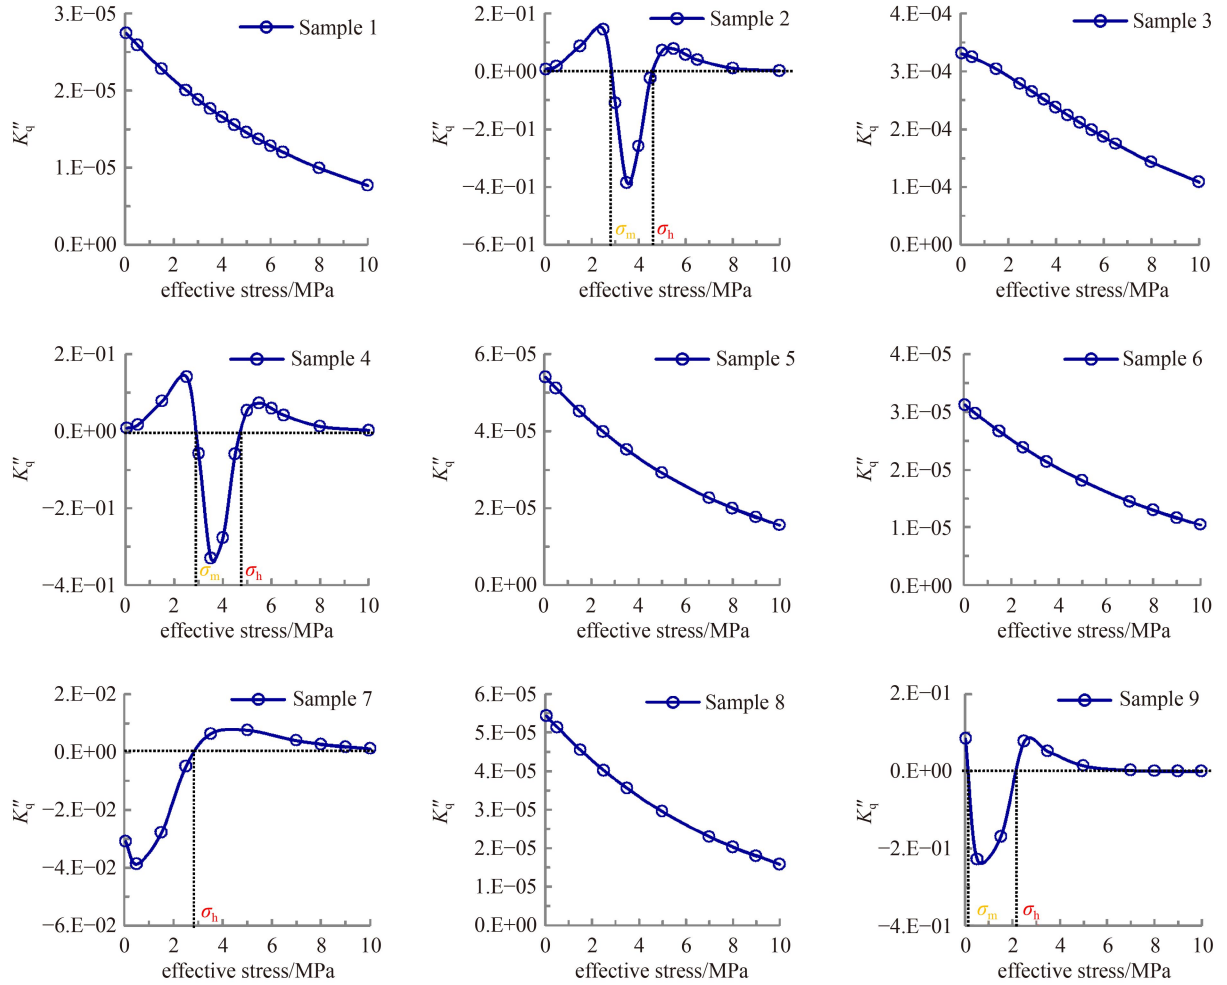 Sample 1
3.E−05
2.E−05
1.E−05
0.E+00
K″q
0 2 4 6 8 10
effective stress/MPa
Sample 2
2.E−01
0.E+00
−2.E−01
−4.E−01
−6.E−01
K″q
σm
σh
0 2 4 6 8 10
effective stress/MPa
Sample 3
4.E−04
3.E−04
2.E−04
1.E−04
0.E+00
K″q
0 2 4 6 8 10
effective stress/MPa
Sample 4
2.E−01
0.E+00
−2.E−01
−4.E−01
K″q
σm
σh
0 2 4 6 8 10
effective stress/MPa
Sample 5
6.E−05
4.E−05
2.E−05
0.E+00
K″q
0 2 4 6 8 10
effective stress/MPa
Sample 6
4.E−05
3.E−05
2.E−05
1.E−05
0.E+00
K″q
0 2 4 6 8 10
effective stress/MPa
Sample 7
2.E−02
0.E+00
−2.E−02
−4.E−02
−6.E−02
K″q
σh
0 2 4 6 8 10
effective stress/MPa
Sample 8
6.E−05
5.E−05
4.E−05
3.E−05
2.E−05
1.E−05
0.E+00
K″q
0 2 4 6 8 10
effective stress/MPa
Sample 9
2.E−01
0.E+00
−2.E−01
−4.E−01
K″q
σm
σh
0 2 4 6 8 10
effective stress/MPa